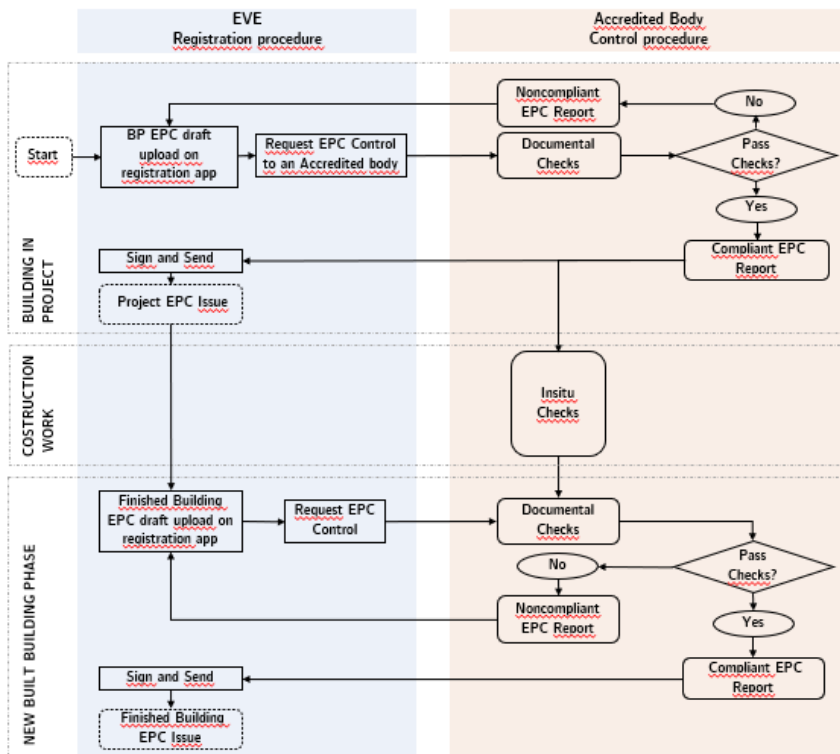 EVE
Registration procedure
Accredited Body
Control procedure
BUILDING IN
PROJECT
Start
BP EPC draft
upload on
registration app
Request EPC Control
to an Accredited body
Documental
Checks
Pass
Checks?
No
Noncompliant
EPC Report
Yes
Compliant EPC
Report
Sign and Send
Project EPC Issue
COSTRUCTION
WORK
Insitu
Checks
NEW BUILT BUILDING PHASE
Finished Building
EPC draft upload on
registration app
Request EPC
Control
Documental
Checks
Pass
Checks?
No
Noncompliant
EPC Report
Yes
Compliant EPC
Report
Sign and Send
Finished Building
EPC Issue